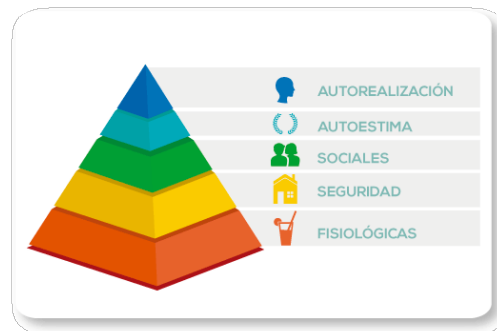 AUTOREALIZACIÓN
AUTOESTIMA
SOCIALES
SEGURIDAD
FISIOLÓGICAS